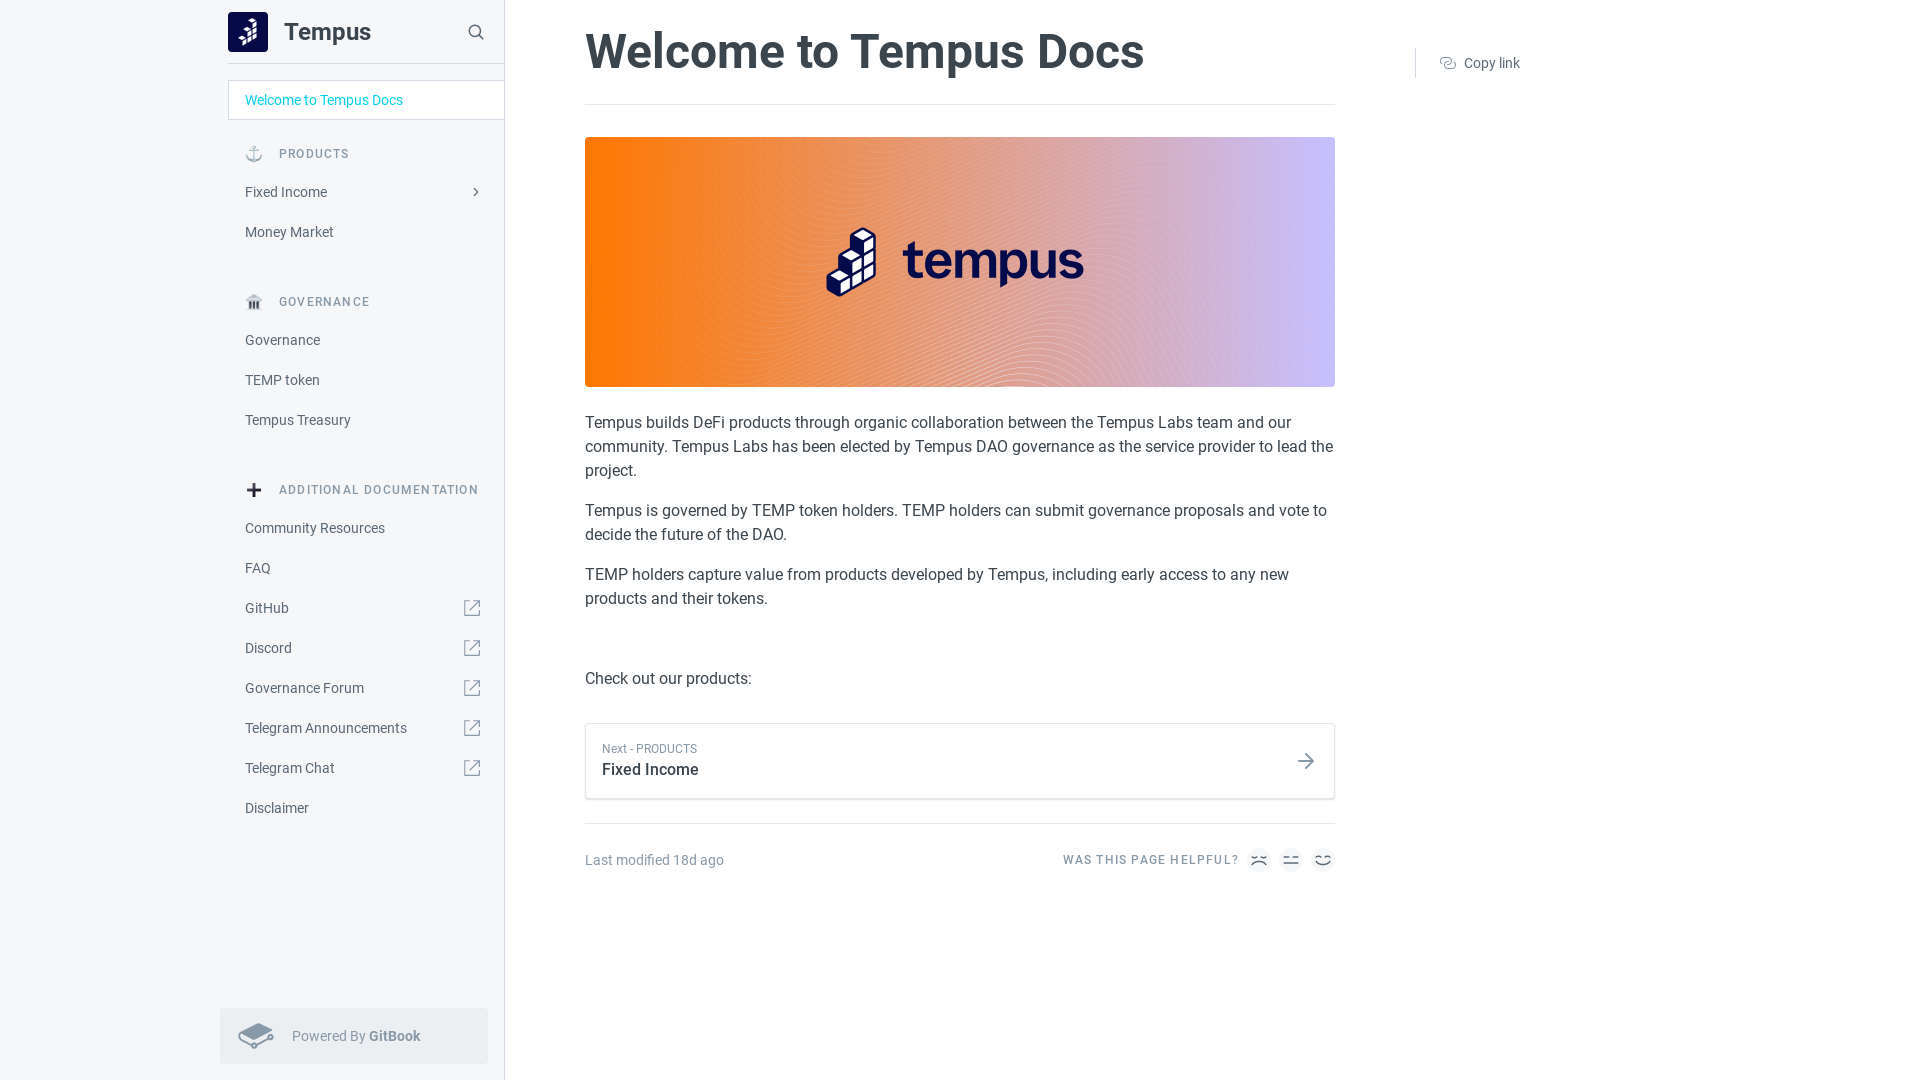 Tempus
Welcome to Tempus Docs
PRODUCTS
Fixed Income
Money Market
GOVERNANCE
Governance
TEMP token
Tempus Treasury
ADDITIONAL DOCUMENTATION
Community Resources
FAQ
GitHub
Discord
Governance Forum
Telegram Announcements
Telegram Chat
Disclaimer
Powered By GitBook
Welcome to Tempus Docs
Copy link
tempus
Tempus builds DeFi products through organic collaboration between the Tempus Labs team and our
community. Tempus Labs has been elected by Tempus DAO governance as the service provider to lead the
project.
Tempus is governed by TEMP token holders. TEMP holders can submit governance proposals and vote to
decide the future of the DAO.
TEMP holders capture value from products developed by Tempus, including early access to any new
products and their tokens.
Check out our products:
Next - PRODUCTS
Fixed Income
Last modified 18d ago
WAS THIS PAGE HELPFUL?